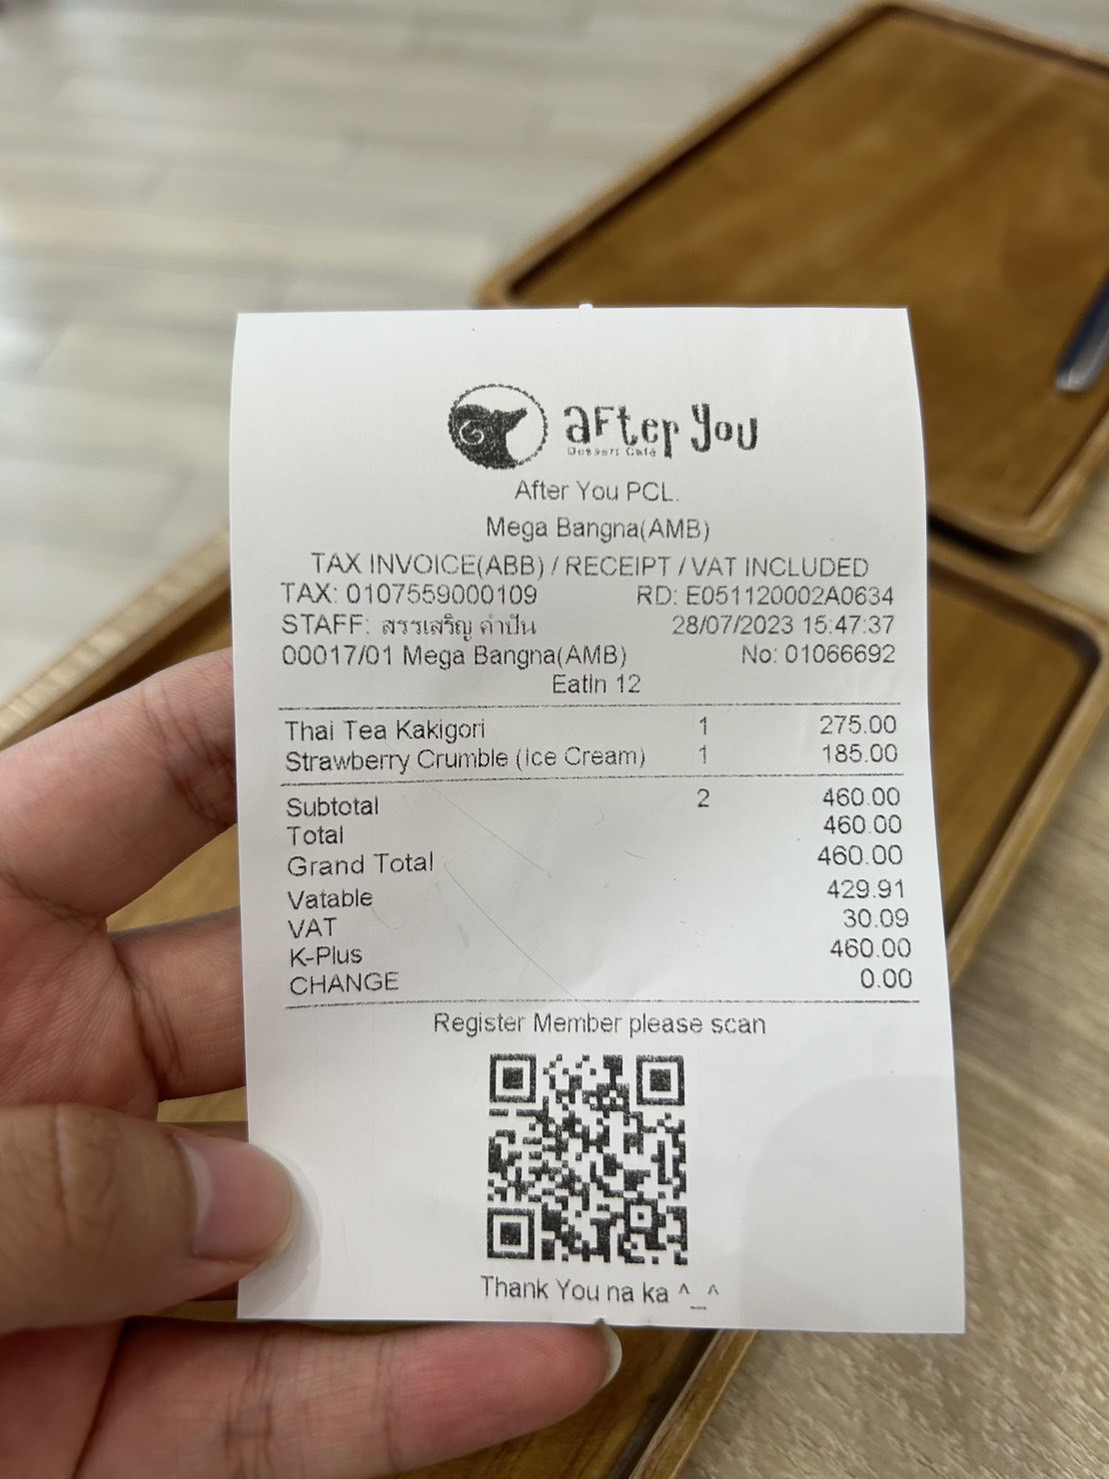 aFter you
Dessert Café
After You PCL.
Mega Bangna(AMB)
TAX INVOICE(ABB) / RECEIPT / VAT INCLUDED
TAX: 0107559000109 RD: E051120002A0634
STAFF: สรรเสริญ คำปัน 28/07/2023 15:47:37
00017/01 Mega Bangna(AMB) No: 01066692
EatIn 12
Thai Tea Kakigori 1 275.00
Strawberry Crumble (Ice Cream) 1 185.00
Subtotal 2 460.00
Total 460.00
Grand Total 460.00
Vatable 429.91
VAT 30.09
K-Plus 460.00
CHANGE 0.00
Register Member please scan
Thank You na ka ^_^